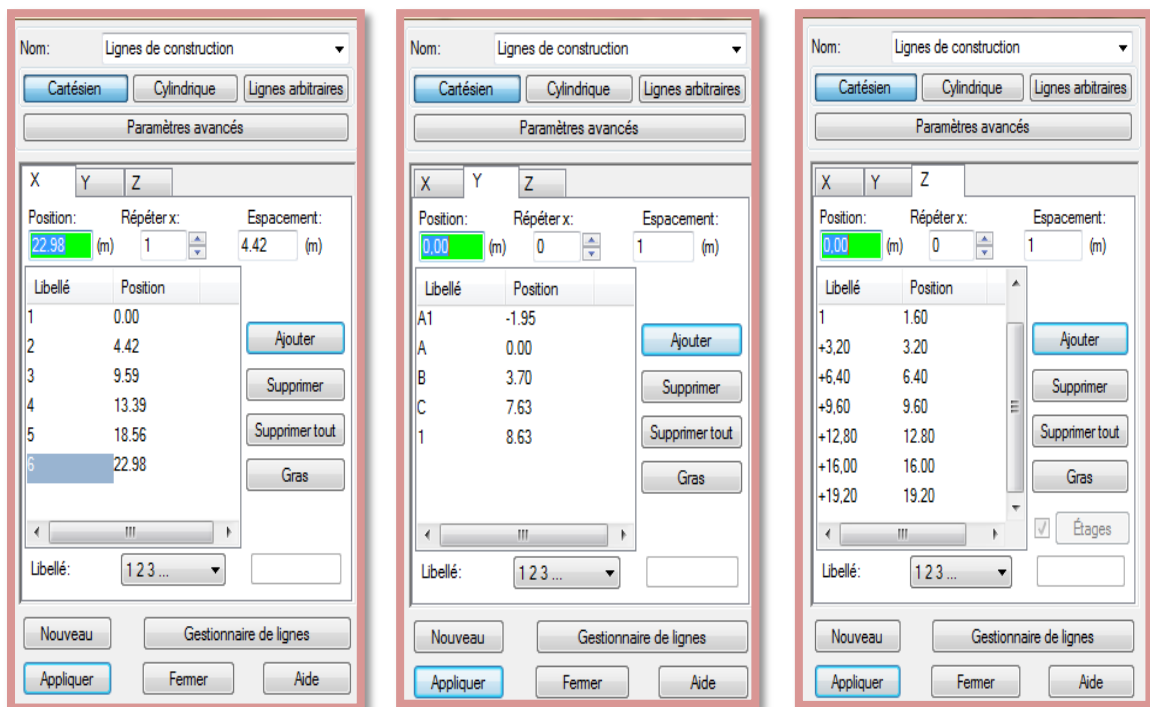 Nom: Lignes de construction
Cartésien Cylindrique Lignes arbitraires
Paramètres avancés
X Y Z
Position: Répéter x: Espacement:
22.98 (m) 1 4.42 (m)
Libellé Position
1 0.00
2 4.42
3 9.59
4 13.39
5 18.56
6 22.98
Ajouter
Supprimer
Supprimer tout
Gras
Libellé: 1 2 3 ...
Nouveau Gestionnaire de lignes
Appliquer Fermer Aide
Nom: Lignes de construction
Cartésien Cylindrique Lignes arbitraires
Paramètres avancés
X Y Z
Position: Répéter x: Espacement:
0,00 (m) 0 1 (m)
Libellé Position
A1 -1.95
A 0.00
B 3.70
C 7.63
1 8.63
Ajouter
Supprimer
Supprimer tout
Gras
Libellé: 1 2 3 ...
Nouveau Gestionnaire de lignes
Appliquer Fermer Aide
Nom: Lignes de construction
Cartésien Cylindrique Lignes arbitraires
Paramètres avancés
X Y Z
Position: Répéter x: Espacement:
0,00 (m) 0 1 (m)
Libellé Position
1 1.60
+3,20 3.20
+6,40 6.40
+9,60 9.60
+12,80 12.80
+16,00 16.00
+19,20 19.20
Ajouter
Supprimer
Supprimer tout
Gras
Étages
Libellé: 1 2 3 ...
Nouveau Gestionnaire de lignes
Appliquer Fermer Aide